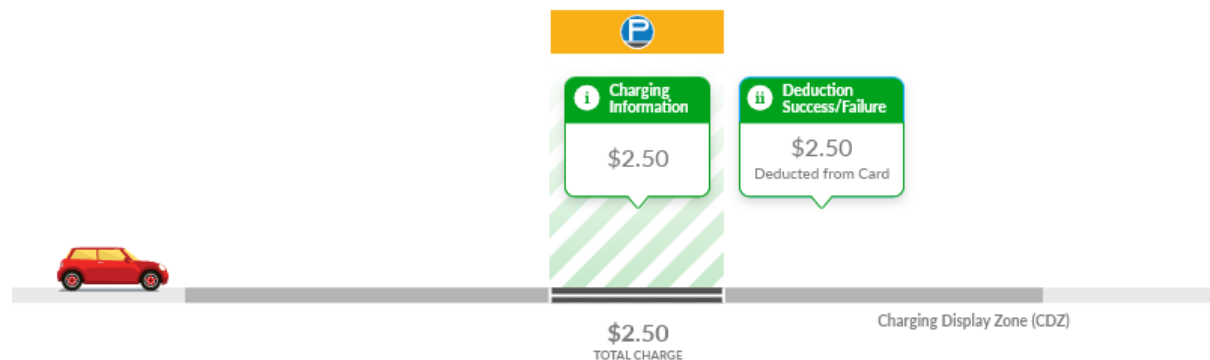 P
i Charging
Information
$2.50
ii Deduction
Success/Failure
$2.50
Deducted from Card
Charging Display Zone (CDZ)
$2.50
TOTAL CHARGE